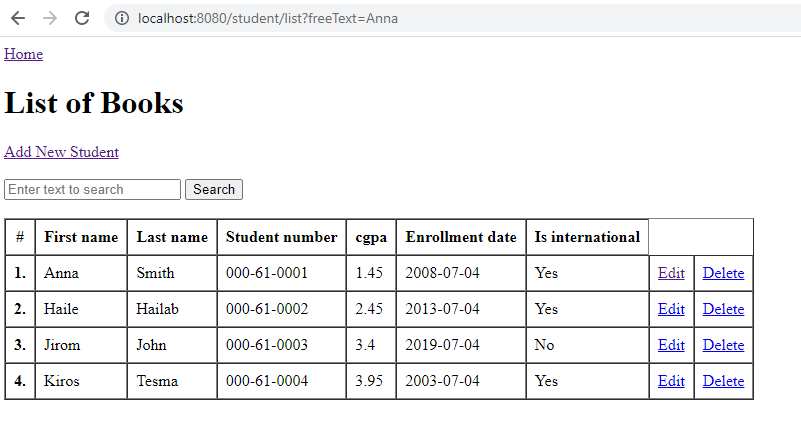 localhost:8080/student/list?freeText=Anna
Home
List of Books
Add New Student
Enter text to search Search
# First name Last name Student number cgpa Enrollment date Is international
1. Anna Smith 000-61-0001 1.45 2008-07-04 Yes Edit Delete
2. Haile Hailab 000-61-0002 2.45 2013-07-04 Yes Edit Delete
3. Jirom John 000-61-0003 3.4 2019-07-04 No Edit Delete
4. Kiros Tesma 000-61-0004 3.95 2003-07-04 Yes Edit Delete